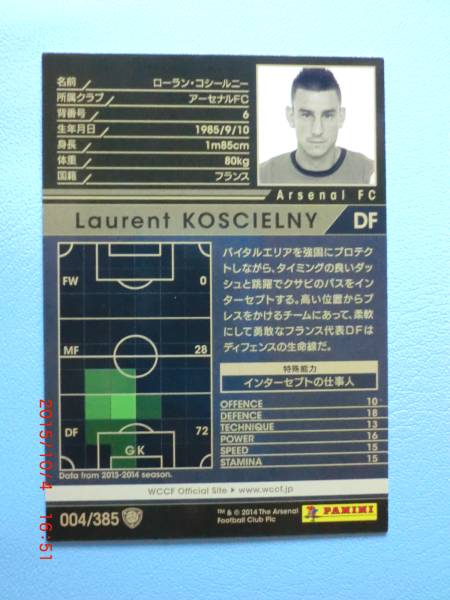 名前 ローラン・コシールニー
所属クラブ アーセナルFC
背番号 6
生年月日 1985/9/10
身長 1m85cm
体重 80kg
国籍 フランス
Arsenal FC
Laurent KOSCIELNY DF
FW 0
MF 28
DF 72
GK
Data from 2013-2014 season.
バイタルエリアを強固にプロテク
トしながら、タイミングの良いダッ
シュと跳躍でクサビのパスをイ
ンターセプトする。高い位置からプ
レスをかけるチームにあって、柔軟
にして勇敢なフランス代表DFは
ディフェンスの生命線だ。
特殊能力
インターセプトの仕事人
OFFENCE 10
DEFENCE 18
TECHNIQUE 13
POWER 16
SPEED 15
STAMINA 15
WCCF Official Site ▶ www.wccf.jp
004/385
™ & © 2014 The Arsenal
Football Club Plc
PANINI
2015/10/4 16:51